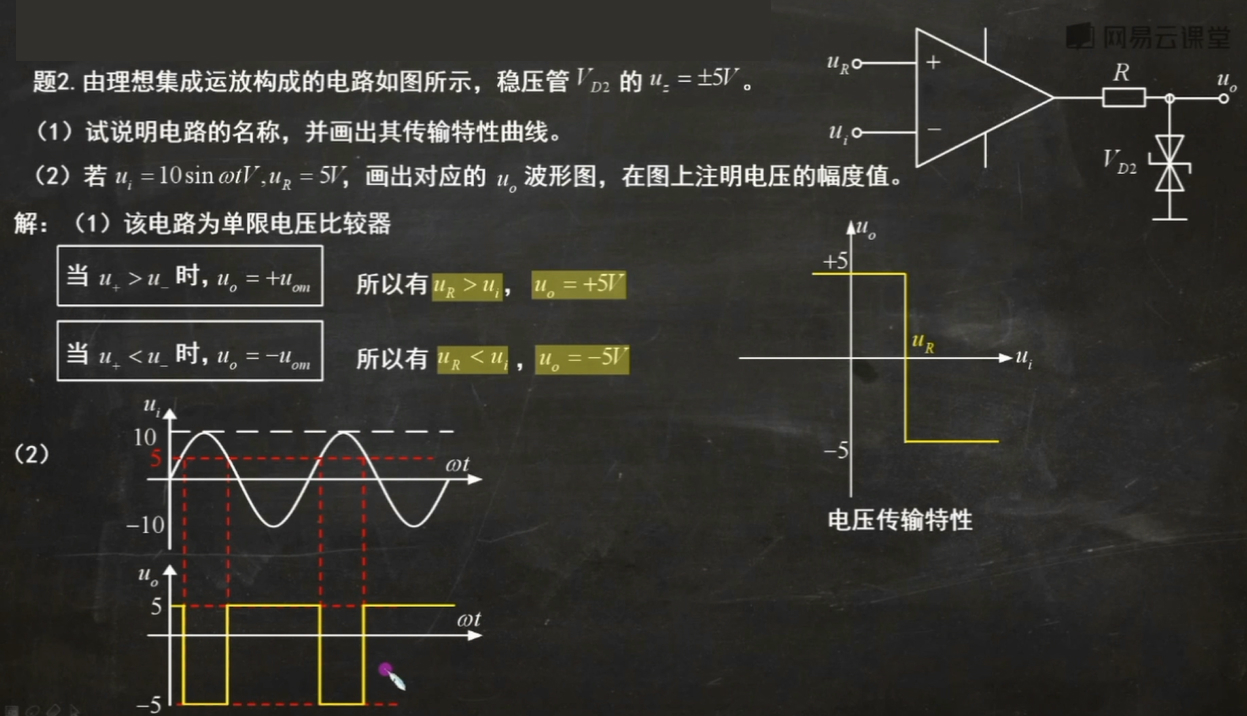 网易云课堂
题2. 由理想集成运放构成的电路如图所示，稳压管 V_{D2} 的 u_z = ±5V 。
（1）试说明电路的名称，并画出其传输特性曲线。
（2）若 u_i = 10 sin ωtV, u_R = 5V，画出对应的 u_o 波形图，在图上注明电压的幅度值。
u_R
+
u_i
−
R
u_o
V_{D2}
解：（1）该电路为单限电压比较器
当 u_+ > u_- 时，u_o = +u_{om}
所以有 u_R > u_i ， u_o = +5V
当 u_+ < u_- 时，u_o = −u_{om}
所以有 u_R < u_i ， u_o = −5V
u_o
+5
u_R
u_i
−5
电压传输特性
（2）
u_i
10
5
ωt
−10
u_o
5
ωt
−5